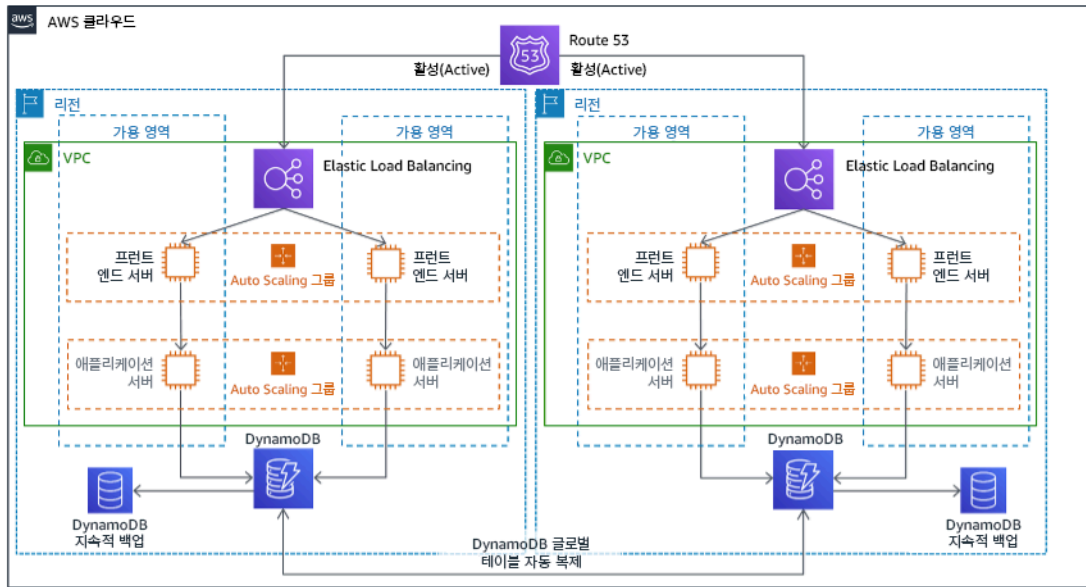 aws
AWS 클라우드
53
Route 53
활성(Active)
활성(Active)
리전
가용 영역
가용 영역
VPC
Elastic Load Balancing
프런트
엔드 서버
Auto Scaling 그룹
프런트
엔드 서버
애플리케이션
서버
Auto Scaling 그룹
애플리케이션
서버
DynamoDB
DynamoDB
지속적 백업
리전
가용 영역
가용 영역
VPC
Elastic Load Balancing
프런트
엔드 서버
Auto Scaling 그룹
프런트
엔드 서버
애플리케이션
서버
Auto Scaling 그룹
애플리케이션
서버
DynamoDB
DynamoDB
지속적 백업
DynamoDB 글로벌
테이블 자동 복제